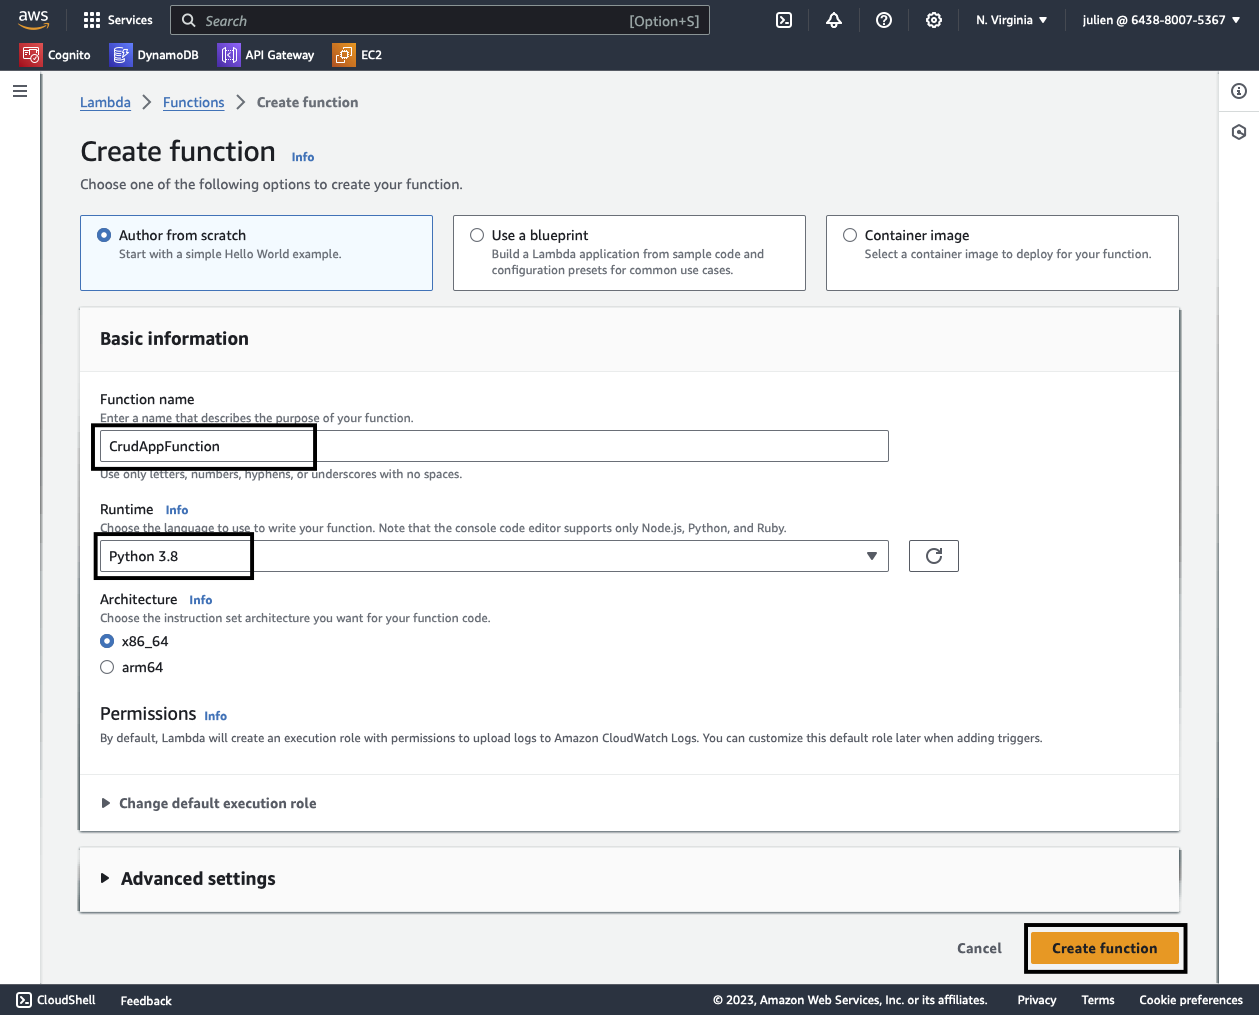 aws
Services
Search
[Option+S]
N. Virginia
julien @ 6438-8007-5367
Cognito
DynamoDB
API Gateway
EC2
Lambda
Functions
Create function
Create function
Info
Choose one of the following options to create your function.
Author from scratch
Start with a simple Hello World example.
Use a blueprint
Build a Lambda application from sample code and
configuration presets for common use cases.
Container image
Select a container image to deploy for your function.
Basic information
Function name
Enter a name that describes the purpose of your function.
CrudAppFunction
Use only letters, numbers, hyphens, or underscores with no spaces.
Runtime
Info
Choose the language to use to write your function. Note that the console code editor supports only Node.js, Python, and Ruby.
Python 3.8
Architecture
Info
Choose the instruction set architecture you want for your function code.
x86_64
arm64
Permissions
Info
By default, Lambda will create an execution role with permissions to upload logs to Amazon CloudWatch Logs. You can customize this default role later when adding triggers.
Change default execution role
Advanced settings
Cancel
Create function
CloudShell
Feedback
© 2023, Amazon Web Services, Inc. or its affiliates.
Privacy
Terms
Cookie preferences